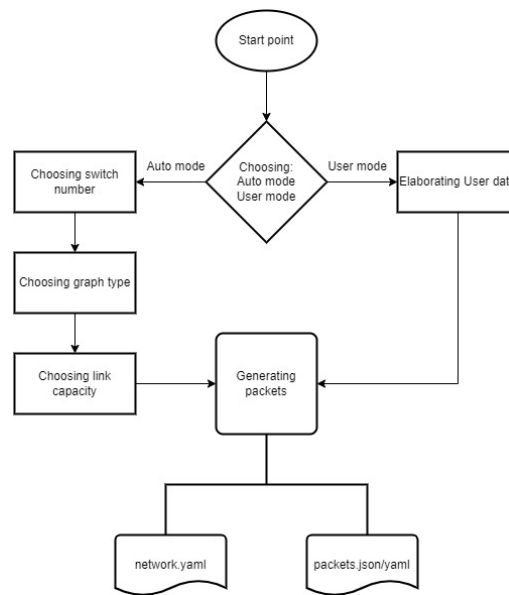 Start point
Auto mode
Choosing:
Auto mode
User mode
User mode
Choosing switch
number
Elaborating User dat
Choosing graph type
Choosing link
capacity
Generating
packets
network.yaml
packets.json/yaml